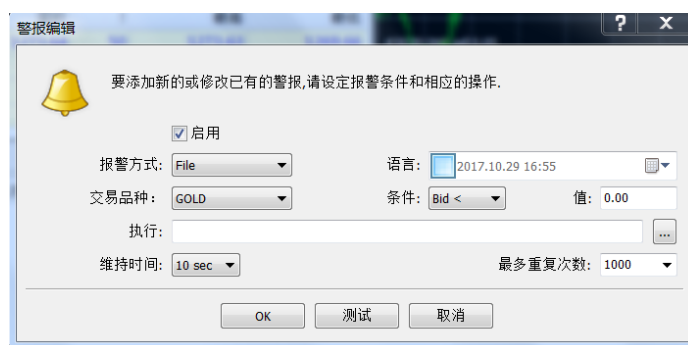 警报编辑
? x
要添加新的或修改已有的警报,请设定报警条件和相应的操作.
启用
报警方式: File 语言: 2017.10.29 16:55
交易品种： GOLD 条件: Bid < 值: 0.00
执行: ...
维持时间: 10 sec 最多重复次数: 1000
OK 测试 取消